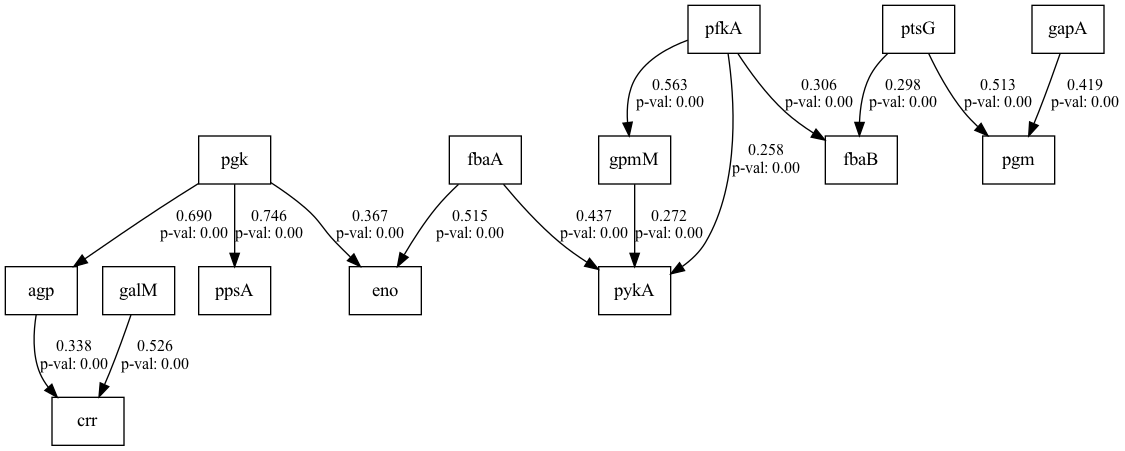 pfkA
ptsG
gapA
0.563
p-val: 0.00
0.306
p-val: 0.00
0.298
p-val: 0.00
0.513
p-val: 0.00
0.419
p-val: 0.00
pgk
fbaA
gpmM
0.258
p-val: 0.00
fbaB
pgm
0.690
p-val: 0.00
0.746
p-val: 0.00
0.367
p-val: 0.00
0.515
p-val: 0.00
0.437
p-val: 0.00
0.272
p-val: 0.00
agp
galM
ppsA
eno
pykA
0.338
p-val: 0.00
0.526
p-val: 0.00
crr